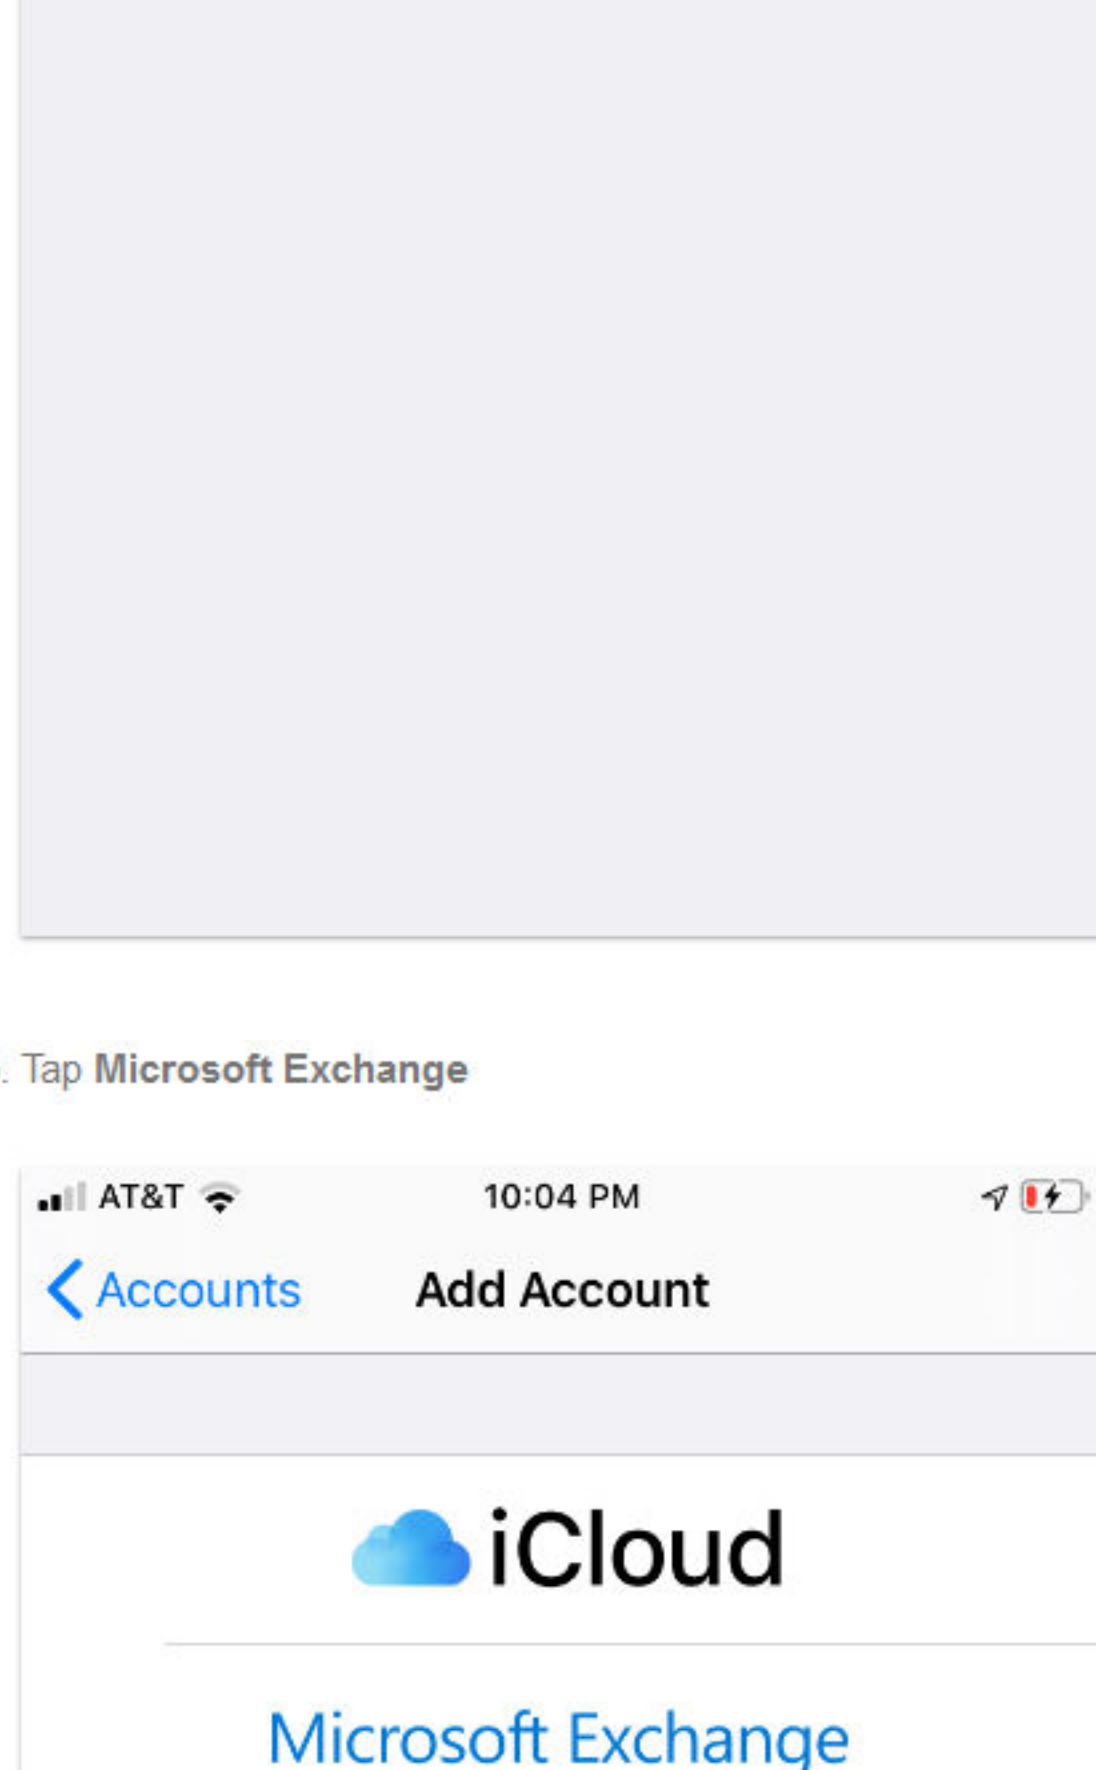 . Tap Microsoft Exchange
AT&T 10:04 PM
Accounts Add Account
iCloud
Microsoft Exchange